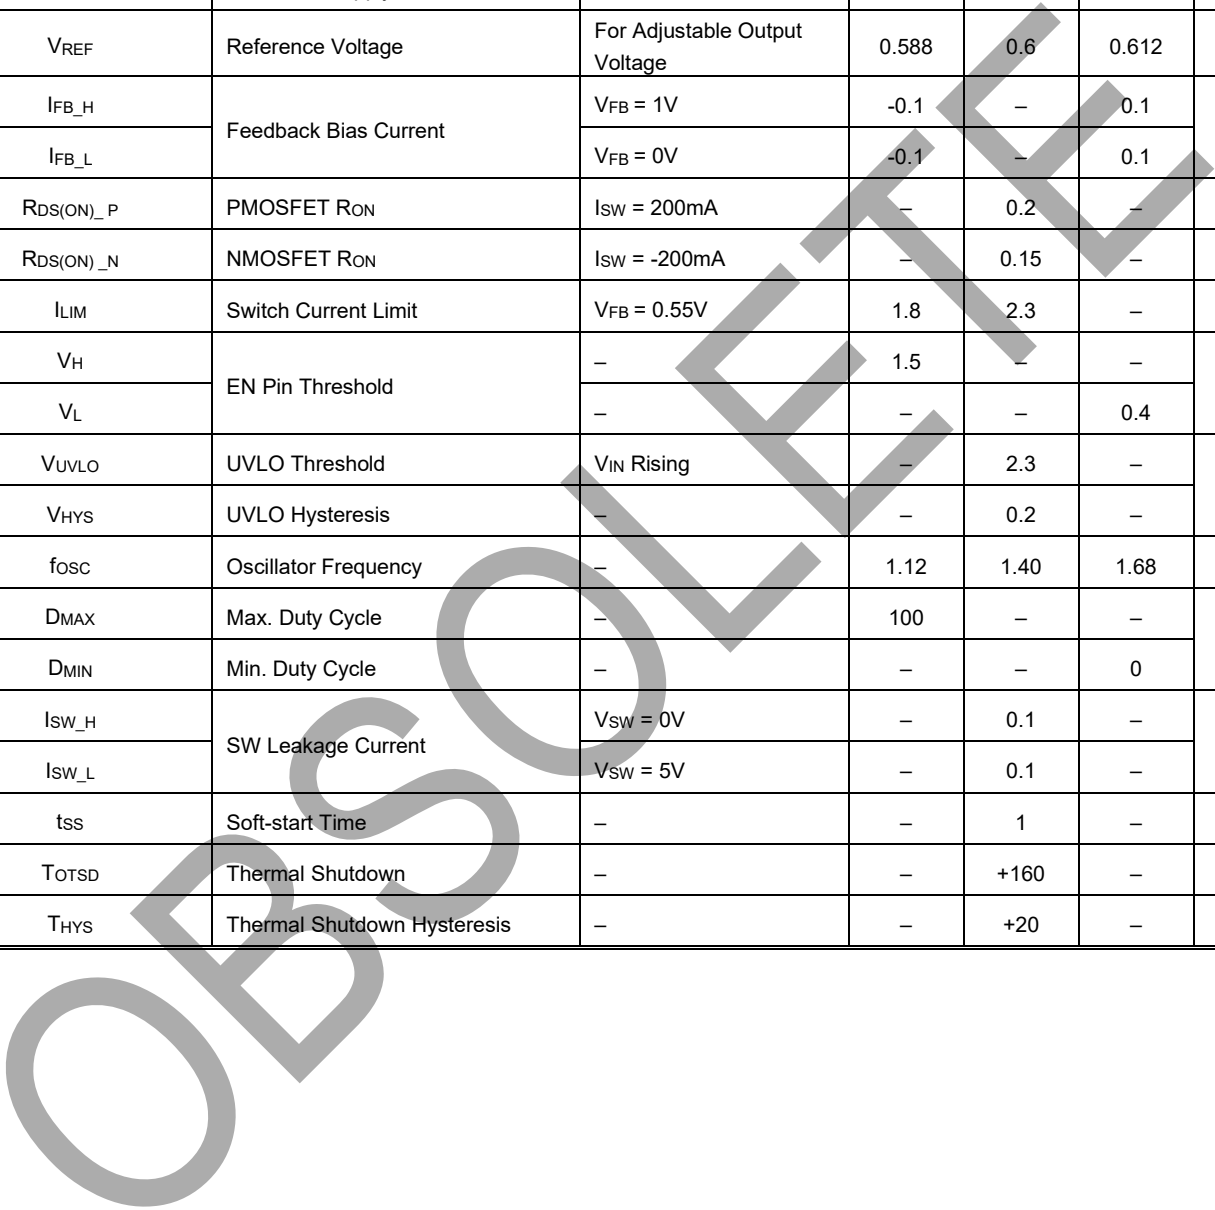 VREF Reference Voltage For Adjustable Output Voltage 0.588 0.6 0.612
IFB_H Feedback Bias Current VFB = 1V -0.1 – 0.1
IFB_L VFB = 0V -0.1 – 0.1
RDS(ON)_ P PMOSFET RON ISW = 200mA – 0.2 –
RDS(ON) _N NMOSFET RON ISW = -200mA – 0.15 –
ILIM Switch Current Limit VFB = 0.55V 1.8 2.3 –
VH EN Pin Threshold – 1.5 – –
VL – – – 0.4
VUVLO UVLO Threshold VIN Rising – 2.3 –
VHYS UVLO Hysteresis – – 0.2 –
fOSC Oscillator Frequency – 1.12 1.40 1.68
DMAX Max. Duty Cycle – 100 – –
DMIN Min. Duty Cycle – – – 0
ISW_H SW Leakage Current VSW = 0V – 0.1 –
ISW_L VSW = 5V – 0.1 –
tSS Soft-start Time – – 1 –
TOTSD Thermal Shutdown – – +160 –
THYS Thermal Shutdown Hysteresis – – +20 –
OBSOLETE